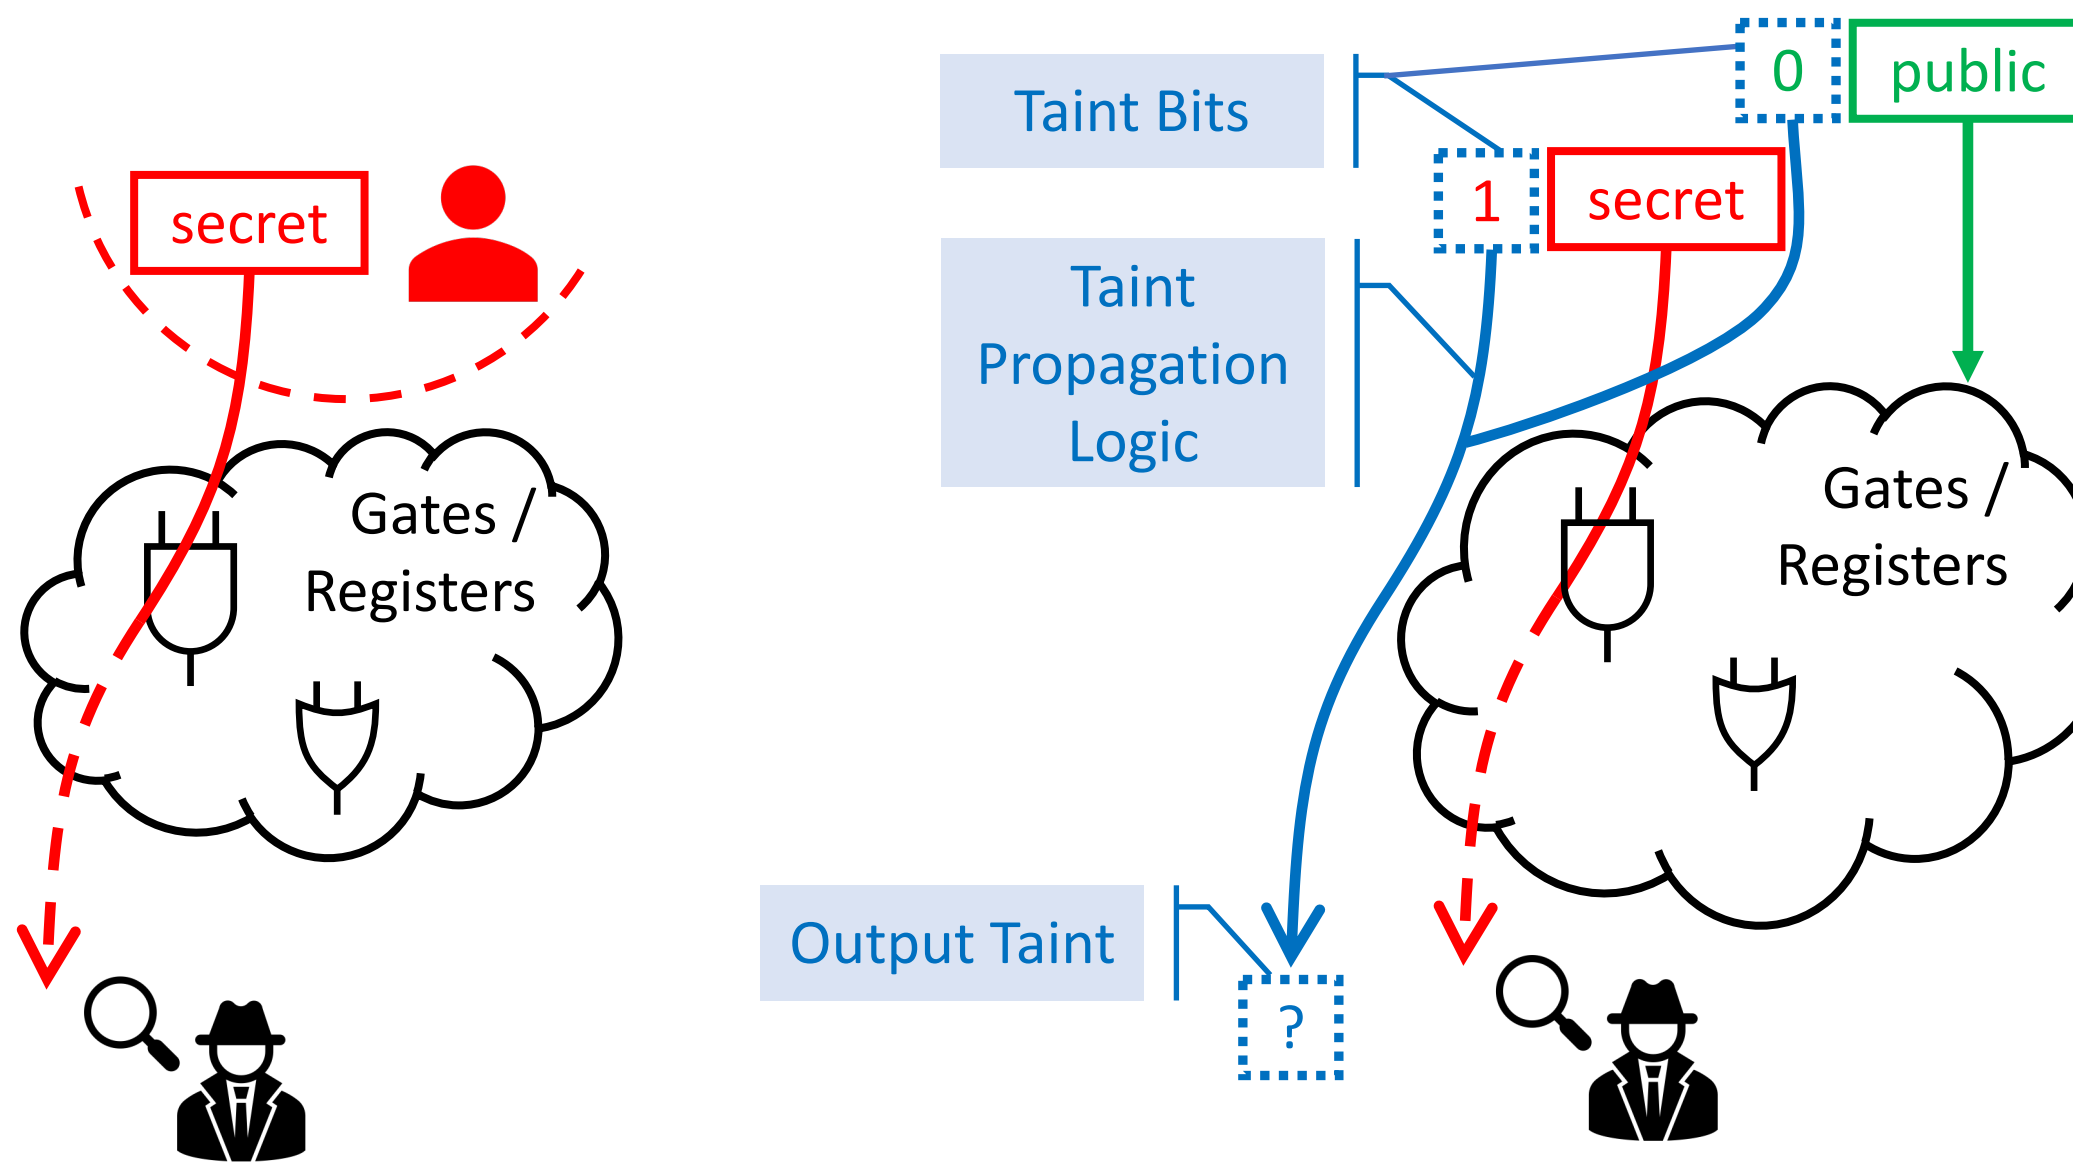 secret
Gates /
Registers
Taint Bits
0
public
1
secret
Taint
Propagation
Logic
Gates /
Registers
Output Taint
?